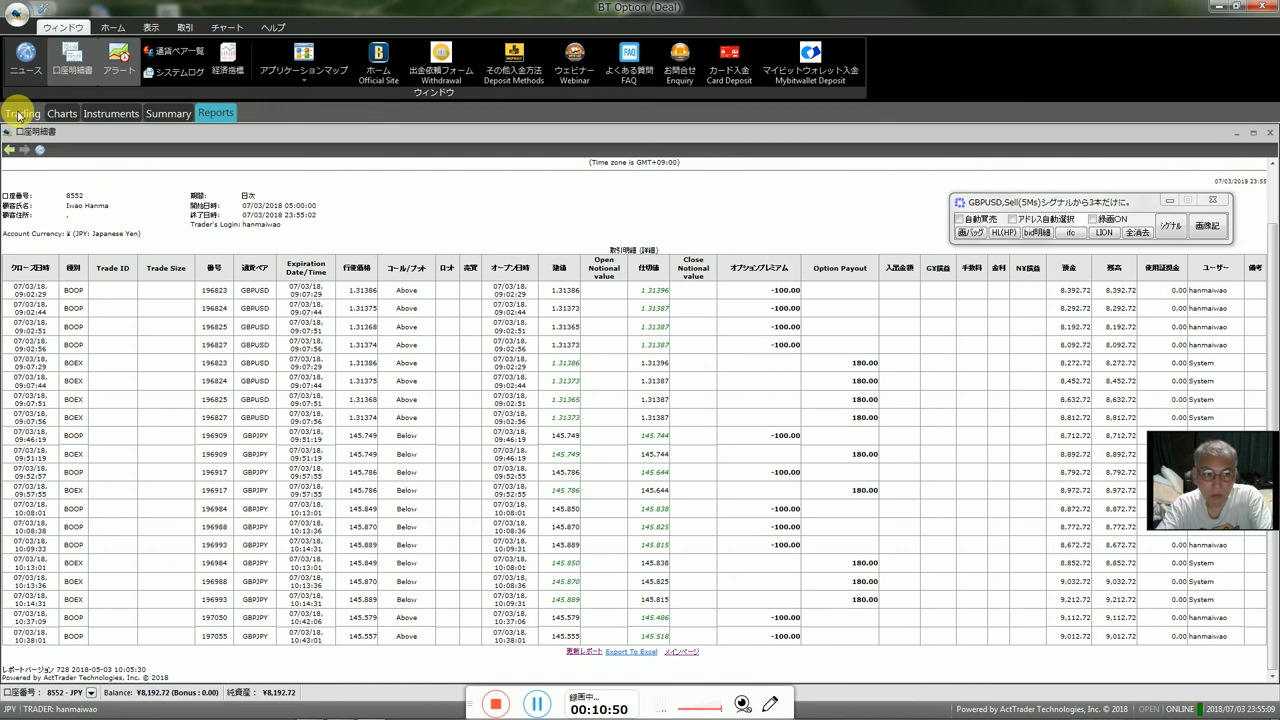 BT Option (Deal)
ウィンドウ ホーム 表示 取引 チャート ヘルプ
ニュース 口座明細書 アラート 通貨ペア一覧 システムログ 経済指標 アプリケーションマップ ホーム Official Site 出金依頼フォーム Withdrawal その他入金方法 Deposit Methods ウェビナー Webinar よくある質問 FAQ お問合せ Enquiry カード入金 Card Deposit マイビットウォレット入金 Mybitwallet Deposit
ウィンドウ
Trading Charts Instruments Summary Reports
口座明細書
(Time zone is GMT+09:00)
07/03/2018 23:55
口座番号: 8552 期間: 日次
顧客氏名: Iwao Hanma 開始日時: 07/03/2018 05:00:00
顧客住所: , 終了日時: 07/03/2018 23:55:02
Trader's Login: hanmaiwao
Account Currency: ¥ (JPY: Japanese Yen)
GBPUSD,Sell(5Ms)シグナルから3本だけに。
自動売買 アドレス自動選択 録画ON
画バッグ HL(HP) bid明細 ifc LION 全消去 シグナル 画像記
取引明細 (詳細)
クローズ日時 種別 Trade ID Trade Size 番号 通貨ペア Expiration Date/Time 行使価格 コール/プット ロット 売買 オープン日時 建値 Open Notional value 仕切値 Close Notional value オプションプレミアム Option Payout 入出金額 G¥損益 手数料 金利 N¥損益 預金 残高 使用証拠金 ユーザー 備考
07/03/18, 09:02:29 BOOP 196823 GBPUSD 07/03/18, 09:07:29 1.31386 Above 07/03/18, 09:02:29 1.31386 1.31396 -100.00 8,392.72 8,392.72 0.00 hanmaiwao
07/03/18, 09:02:44 BOOP 196824 GBPUSD 07/03/18, 09:07:44 1.31375 Above 07/03/18, 09:02:44 1.31373 1.31387 -100.00 8,292.72 8,292.72 0.00 hanmaiwao
07/03/18, 09:02:51 BOOP 196825 GBPUSD 07/03/18, 09:07:51 1.31368 Above 07/03/18, 09:02:51 1.31365 1.31387 -100.00 8,192.72 8,192.72 0.00 hanmaiwao
07/03/18, 09:02:56 BOOP 196827 GBPUSD 07/03/18, 09:07:56 1.31374 Above 07/03/18, 09:02:56 1.31373 1.31387 -100.00 8,092.72 8,092.72 0.00 hanmaiwao
07/03/18, 09:07:29 BOEX 196823 GBPUSD 07/03/18, 09:07:29 1.31386 Above 07/03/18, 09:02:29 1.31386 1.31396 180.00 8,272.72 8,272.72 0.00 System
07/03/18, 09:07:44 BOEX 196824 GBPUSD 07/03/18, 09:07:44 1.31375 Above 07/03/18, 09:02:44 1.31373 1.31387 180.00 8,452.72 8,452.72 0.00 System
07/03/18, 09:07:51 BOEX 196825 GBPUSD 07/03/18, 09:07:51 1.31368 Above 07/03/18, 09:02:51 1.31365 1.31387 180.00 8,632.72 8,632.72 0.00 System
07/03/18, 09:07:56 BOEX 196827 GBPUSD 07/03/18, 09:07:56 1.31374 Above 07/03/18, 09:02:56 1.31373 1.31387 180.00 8,812.72 8,812.72 0.00 System
07/03/18, 09:46:19 BOOP 196909 GBPJPY 07/03/18, 09:51:19 145.749 Below 07/03/18, 09:46:19 145.749 145.744 -100.00 8,712.72 8,712.72
07/03/18, 09:51:19 BOEX 196909 GBPJPY 07/03/18, 09:51:19 145.749 Below 07/03/18, 09:46:19 145.749 145.744 180.00 8,892.72 8,892.72
07/03/18, 09:52:57 BOOP 196917 GBPJPY 07/03/18, 09:57:55 145.786 Below 07/03/18, 09:52:55 145.786 145.644 -100.00 8,792.72 8,792.72
07/03/18, 09:57:55 BOEX 196917 GBPJPY 07/03/18, 09:57:55 145.786 Below 07/03/18, 09:52:55 145.786 145.644 180.00 8,972.72 8,972.72
07/03/18, 10:08:01 BOOP 196984 GBPJPY 07/03/18, 10:13:01 145.849 Below 07/03/18, 10:08:01 145.850 145.838 -100.00 8,872.72 8,872.72
07/03/18, 10:08:38 BOOP 196988 GBPJPY 07/03/18, 10:13:36 145.870 Below 07/03/18, 10:08:36 145.870 145.825 -100.00 8,772.72 8,772.72
07/03/18, 10:09:33 BOOP 196993 GBPJPY 07/03/18, 10:14:31 145.889 Below 07/03/18, 10:09:31 145.889 145.815 -100.00 8,672.72 8,672.72 0.00 hanmaiwao
07/03/18, 10:13:01 BOEX 196984 GBPJPY 07/03/18, 10:13:01 145.849 Below 07/03/18, 10:08:01 145.850 145.838 180.00 8,852.72 8,852.72 0.00 System
07/03/18, 10:13:36 BOEX 196988 GBPJPY 07/03/18, 10:13:36 145.870 Below 07/03/18, 10:08:36 145.870 145.825 180.00 9,032.72 9,032.72 0.00 System
07/03/18, 10:14:31 BOEX 196993 GBPJPY 07/03/18, 10:14:31 145.889 Below 07/03/18, 10:09:31 145.889 145.815 180.00 9,212.72 9,212.72 0.00 System
07/03/18, 10:37:09 BOOP 197050 GBPJPY 07/03/18, 10:42:06 145.579 Above 07/03/18, 10:37:06 145.579 145.486 -100.00 9,112.72 9,112.72 0.00 hanmaiwao
07/03/18, 10:38:01 BOOP 197055 GBPJPY 07/03/18, 10:43:01 145.557 Above 07/03/18, 10:38:01 145.555 145.518 -100.00 9,012.72 9,012.72 0.00 hanmaiwao
更新レポート Export To Excel メインページ
レポートバージョン 728 2018-05-03 10:05:30
Powered by ActTrader Technologies, Inc. © 2018
口座番号: 8552 - JPY Balance: ¥8,192.72 (Bonus : 0.00) 純資産: ¥8,192.72
録画中...
00:10:50
JPY TRADER: hanmaiwao Powered by ActTrader Technologies, Inc. © 2018 OPEN ONLINE 2018/07/03 23:55:09